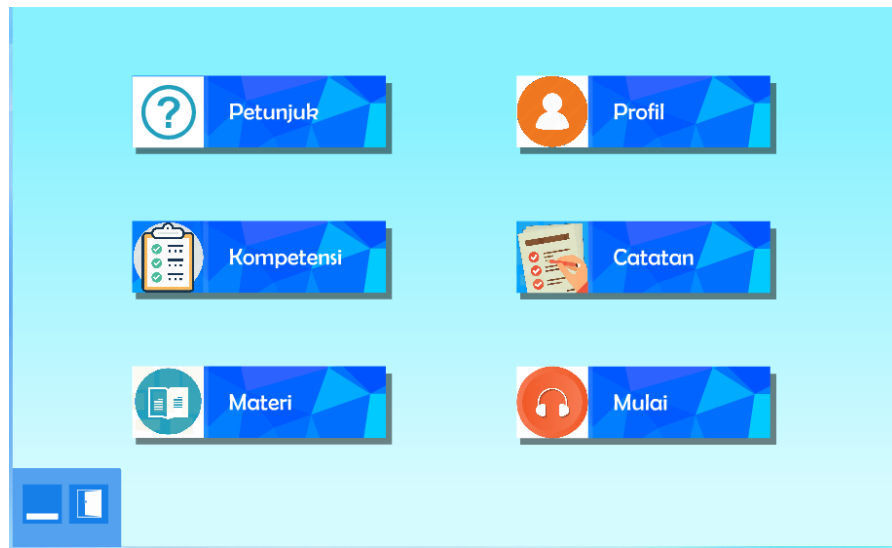 Petunjuk
Profil
Kompetensi
Catatan
Materi
Mulai